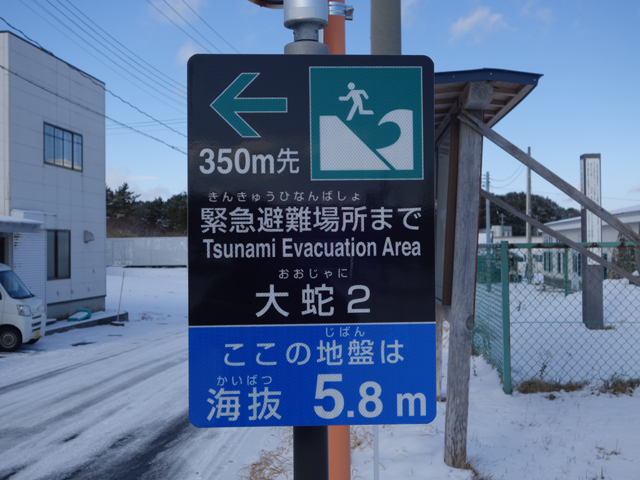 350m先
きんきゅうひなんばしょ
緊急避難場所まで
Tsunami Evacuation Area
おおじゃに
大蛇2
じばん
ここの地盤は
かいばつ
海抜 5.8m